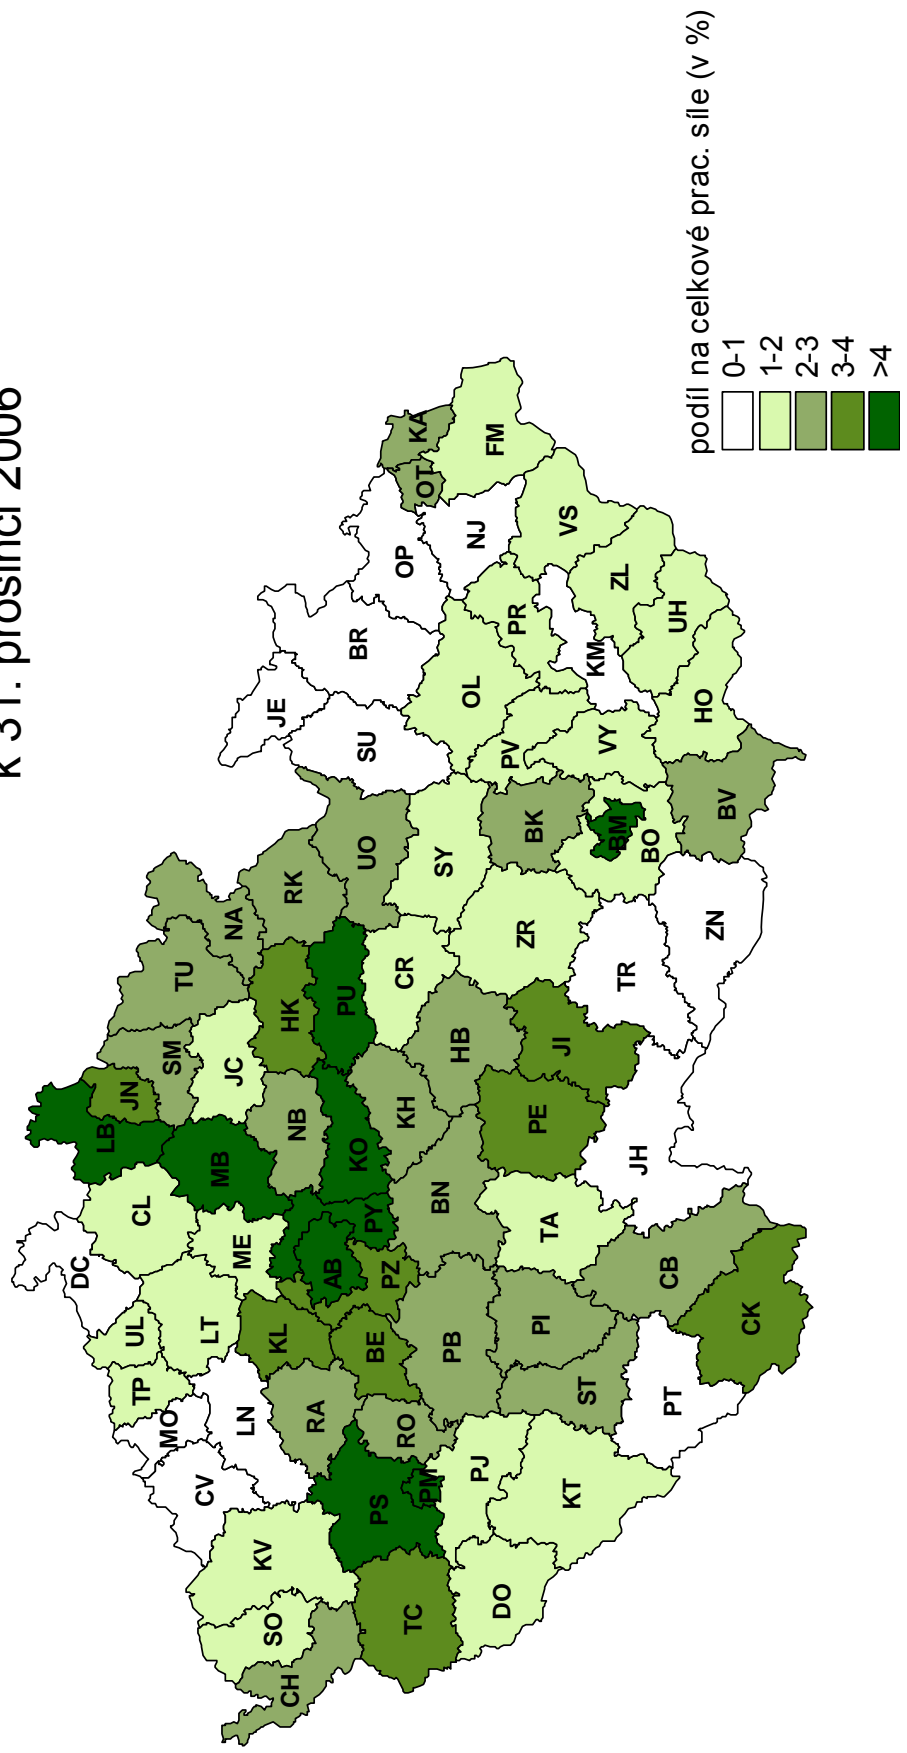 k 31. prosinci 2006
DC
LB
JN
CL
SM
TU
NA
UL
TP
LT
ME
MB
JC
RK
JE
MO
LN
KL
NB
HK
UO
SU
BR
CV
RA
BE
AB
PY
KO
PU
OP
KA
OT
KV
SO
CH
PS
PM
RO
PZ
KH
CR
SY
OL
NJ
FM
TC
PB
BN
HB
PV
PR
VS
DO
PJ
PI
TA
PE
JI
ZR
BK
VY
KM
ZL
KT
ST
CB
JH
TR
BM
BO
HO
UH
PT
CK
ZN
BV
podíl na celkové prac. síle (v %)
0-1
1-2
2-3
3-4
>4